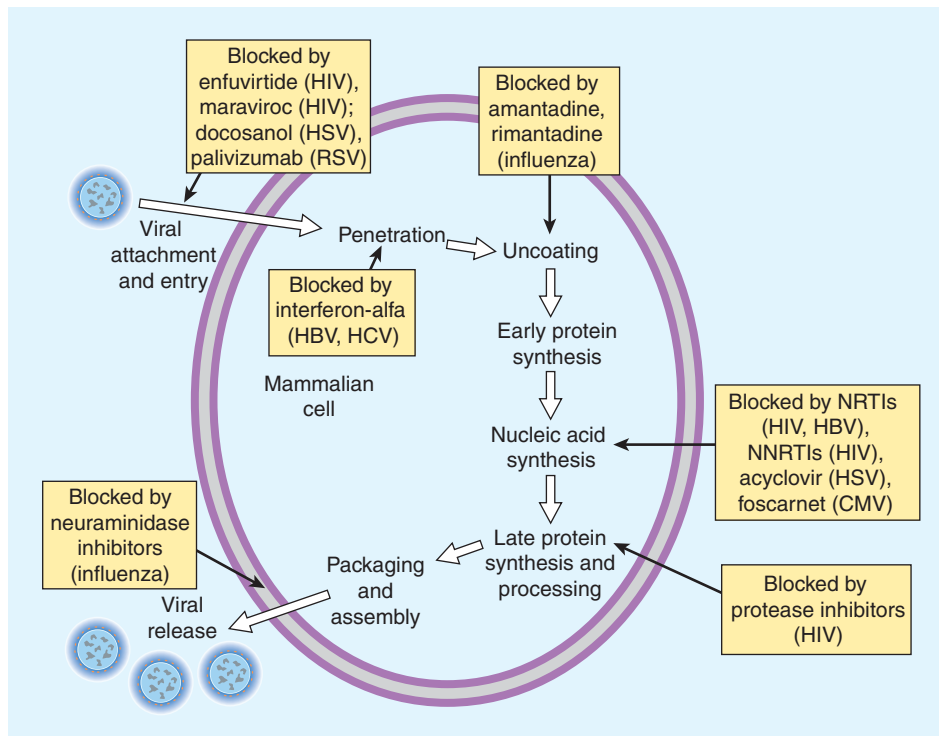 Blocked by
enfuvirtide (HIV),
maraviroc (HIV);
docosanol (HSV),
palivizumab (RSV)
Blocked by
amantadine,
rimantadine
(influenza)
Viral
attachment
and entry
Penetration
Uncoating
Blocked by
interferon-alfa
(HBV, HCV)
Early protein
synthesis
Mammalian
cell
Nucleic acid
synthesis
Blocked by NRTIs
(HIV, HBV),
NNRTIs (HIV),
acyclovir (HSV),
foscarnet (CMV)
Late protein
synthesis and
processing
Blocked by
protease inhibitors
(HIV)
Packaging
and
assembly
Blocked by
neuraminidase
inhibitors
(influenza)
Viral
release